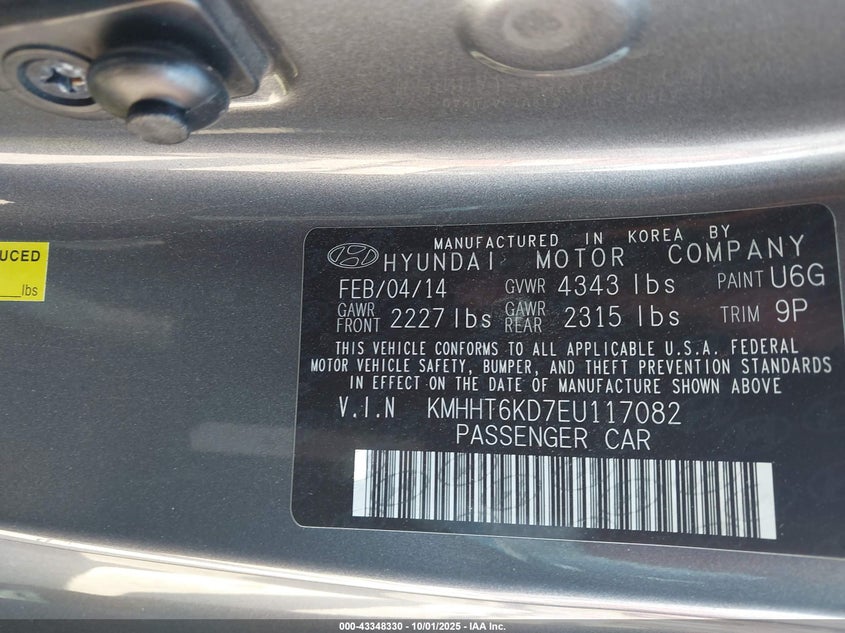 UCED
lbs
MANUFACTURED IN KOREA BY
HYUNDAI MOTOR COMPANY
FEB/04/14 GVWR 4343 lbs PAINT U6G
GAWR FRONT 2227 lbs GAWR REAR 2315 lbs TRIM 9P
THIS VEHICLE CONFORMS TO ALL APPLICABLE U.S.A. FEDERAL
MOTOR VEHICLE SAFETY, BUMPER, AND THEFT PREVENTION STANDARDS
IN EFFECT ON THE DATE OF MANUFACTURE SHOWN ABOVE
V.I.N KMHHT6KD7EU117082
PASSENGER CAR
000-43348330 - 10/01/2025 - IAA Inc.